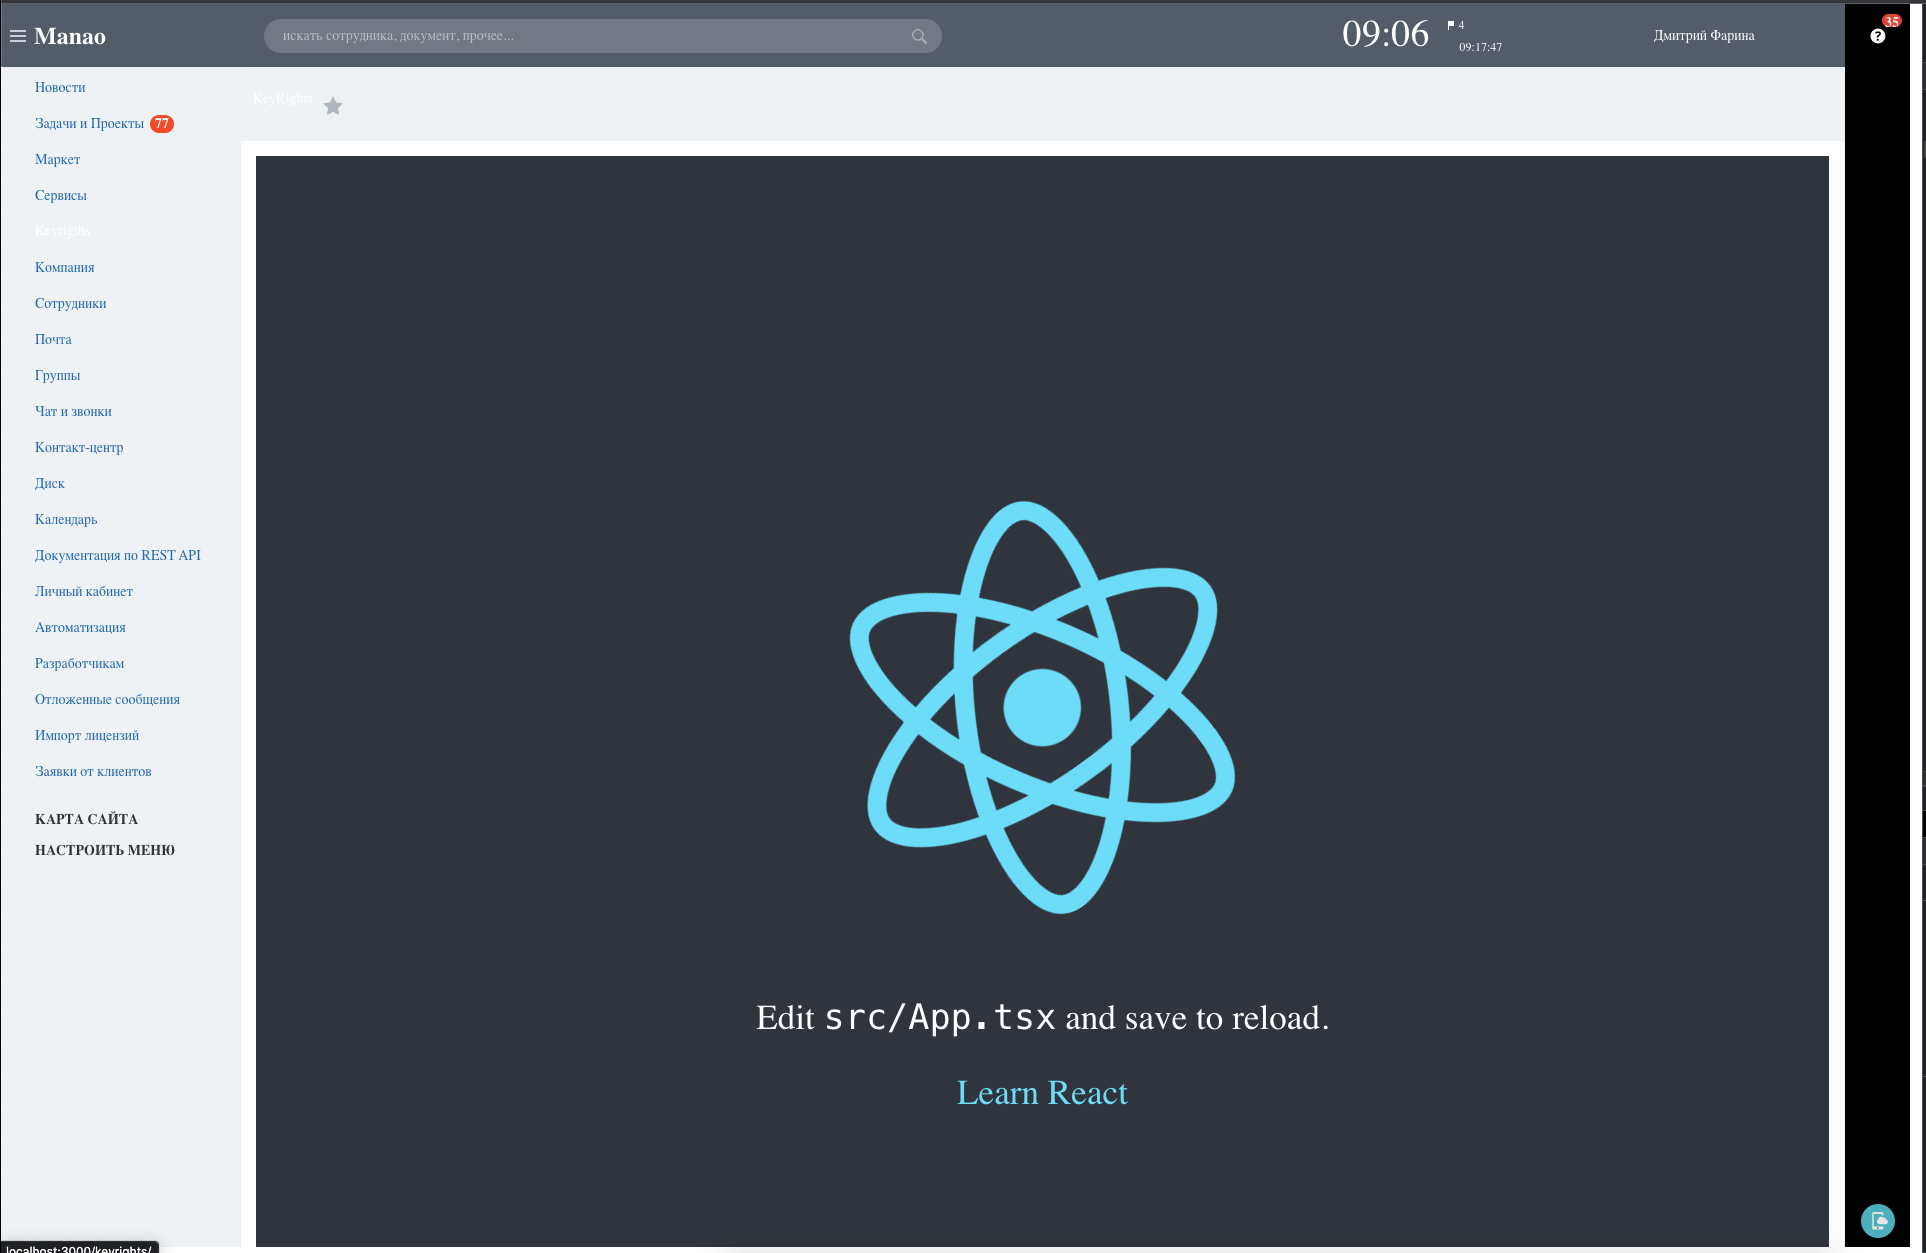 Manao
искать сотрудника, документ, прочее...
09:06
4
09:17:47
Дмитрий Фарина
35
?
Новости
Задачи и Проекты 77
Маркет
Сервисы
Keyrigths
Компания
Сотрудники
Почта
Группы
Чат и звонки
Контакт-центр
Диск
Календарь
Документация по REST API
Личный кабинет
Автоматизация
Разработчикам
Отложенные сообщения
Импорт лицензий
Заявки от клиентов
КАРТА САЙТА
НАСТРОИТЬ МЕНЮ
KeyRights
Edit src/App.tsx and save to reload.
Learn React
localhost:3000/keyrights/